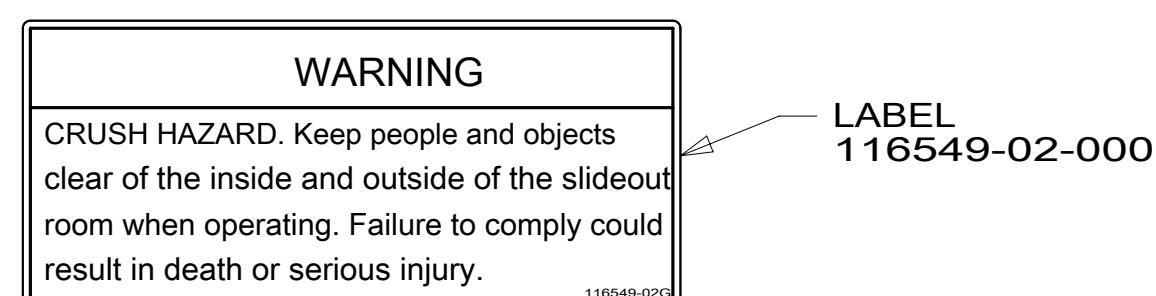 WARNING
CRUSH HAZARD. Keep people and objects
clear of the inside and outside of the slideout
room when operating. Failure to comply could
result in death or serious injury.
116549-02G
LABEL
116549-02-000